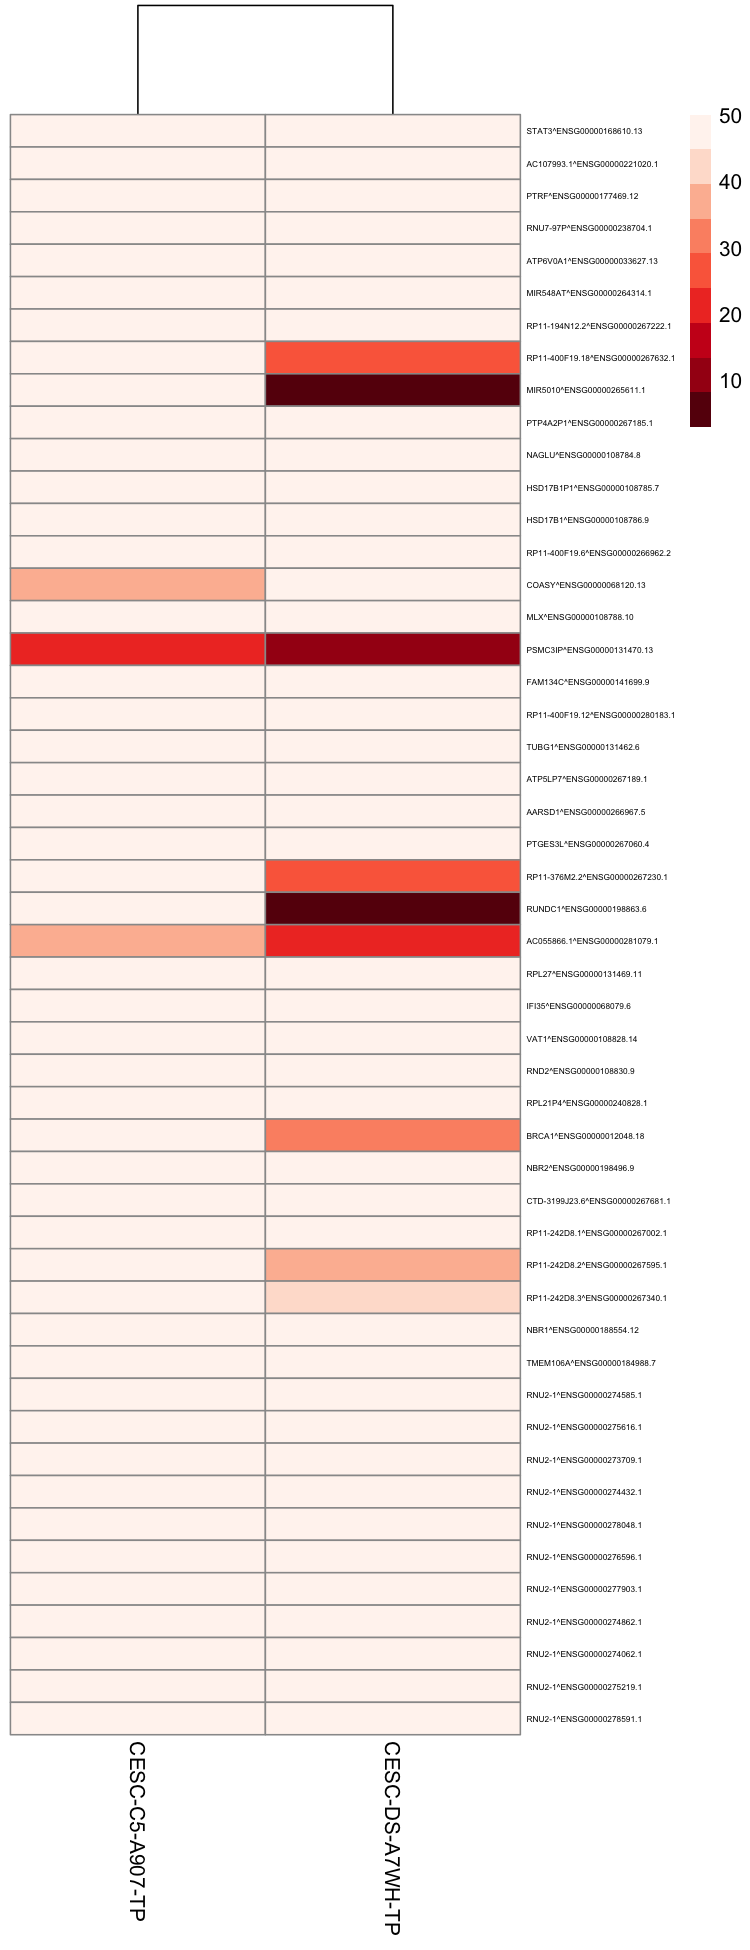 STAT3^ENSG00000168610.13
AC107993.1^ENSG00000221020.1
PTRF^ENSG00000177469.12
RNU7-97P^ENSG00000238704.1
ATP6V0A1^ENSG00000033627.13
MIR548AT^ENSG00000264314.1
RP11-194N12.2^ENSG00000267222.1
RP11-400F19.18^ENSG00000267632.1
MIR5010^ENSG00000265611.1
PTP4A2P1^ENSG00000267185.1
NAGLU^ENSG00000108784.8
HSD17B1P1^ENSG00000108785.7
HSD17B1^ENSG00000108786.9
RP11-400F19.6^ENSG00000266962.2
COASY^ENSG00000068120.13
MLX^ENSG00000108788.10
PSMC3IP^ENSG00000131470.13
FAM134C^ENSG00000141699.9
RP11-400F19.12^ENSG00000280183.1
TUBG1^ENSG00000131462.6
ATP5LP7^ENSG00000267189.1
AARSD1^ENSG00000266967.5
PTGES3L^ENSG00000267060.4
RP11-376M2.2^ENSG00000267230.1
RUNDC1^ENSG00000198863.6
AC055866.1^ENSG00000281079.1
RPL27^ENSG00000131469.11
IFI35^ENSG00000068079.6
VAT1^ENSG00000108828.14
RND2^ENSG00000108830.9
RPL21P4^ENSG00000240828.1
BRCA1^ENSG00000012048.18
NBR2^ENSG00000198496.9
CTD-3199J23.6^ENSG00000267681.1
RP11-242D8.1^ENSG00000267002.1
RP11-242D8.2^ENSG00000267595.1
RP11-242D8.3^ENSG00000267340.1
NBR1^ENSG00000188554.12
TMEM106A^ENSG00000184988.7
RNU2-1^ENSG00000274585.1
RNU2-1^ENSG00000275616.1
RNU2-1^ENSG00000273709.1
RNU2-1^ENSG00000274432.1
RNU2-1^ENSG00000278048.1
RNU2-1^ENSG00000276596.1
RNU2-1^ENSG00000277903.1
RNU2-1^ENSG00000274862.1
RNU2-1^ENSG00000274062.1
RNU2-1^ENSG00000275219.1
RNU2-1^ENSG00000278591.1
50
40
30
20
10
CESC-C5-A907-TP
CESC-DS-A7WH-TP